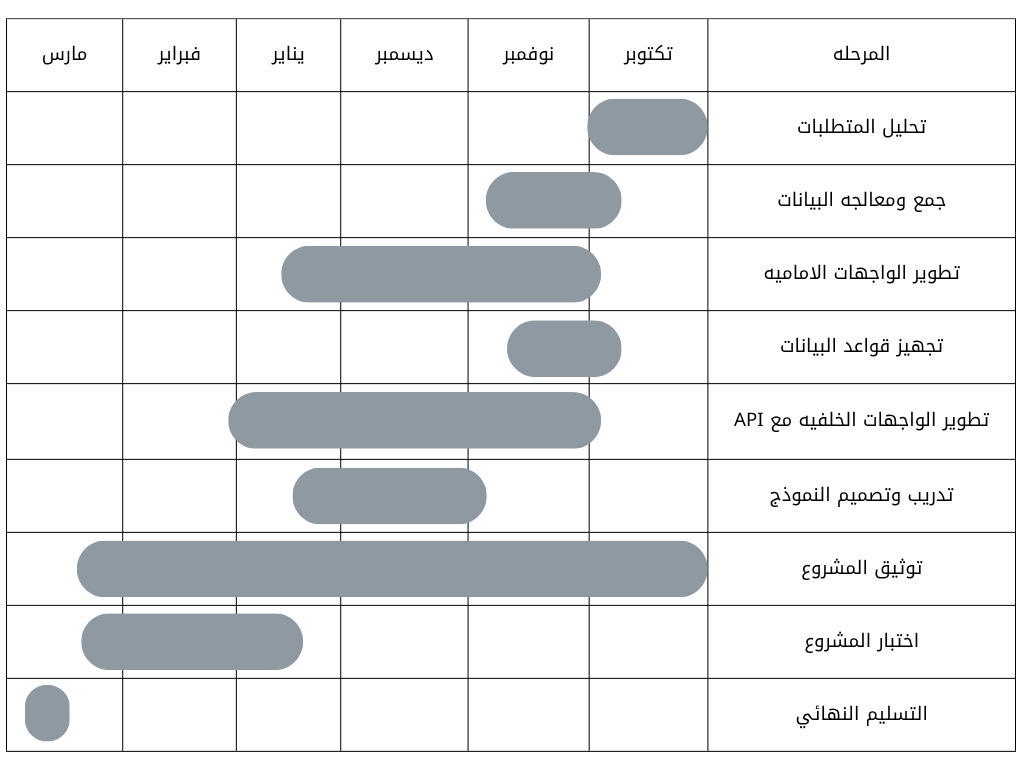 المرحله
تكتوبر
نوفمبر
ديسمبر
يناير
فبراير
مارس
تحليل المتطلبات
جمع ومعالجه البيانات
تطوير الواجهات الاماميه
تجهيز قواعد البيانات
تطوير الواجهات الخلفيه مع API
تدريب وتصميم النموذج
توثيق المشروع
اختبار المشروع
التسليم النهائي